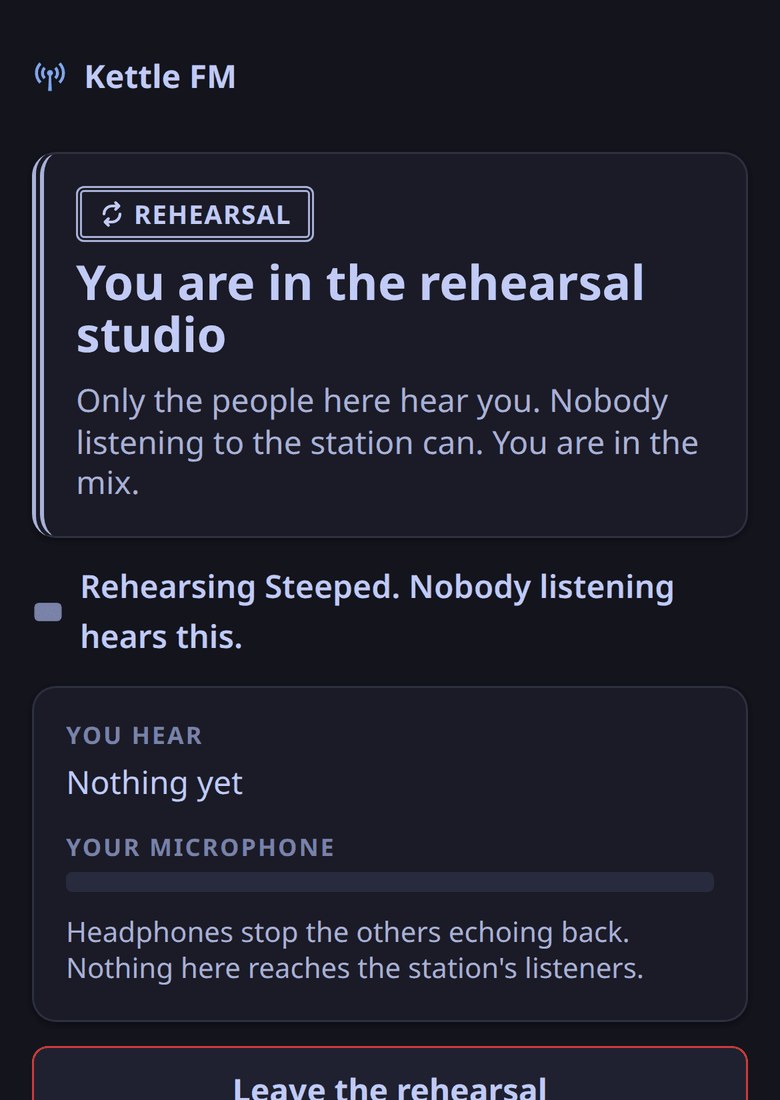 Kettle FM
REHEARSAL
You are in the rehearsal
studio
Only the people here hear you. Nobody
listening to the station can. You are in the
mix.
Rehearsing Steeped. Nobody listening
hears this.
YOU HEAR
Nothing yet
YOUR MICROPHONE
Headphones stop the others echoing back.
Nothing here reaches the station's listeners.
Leave the rehearsal